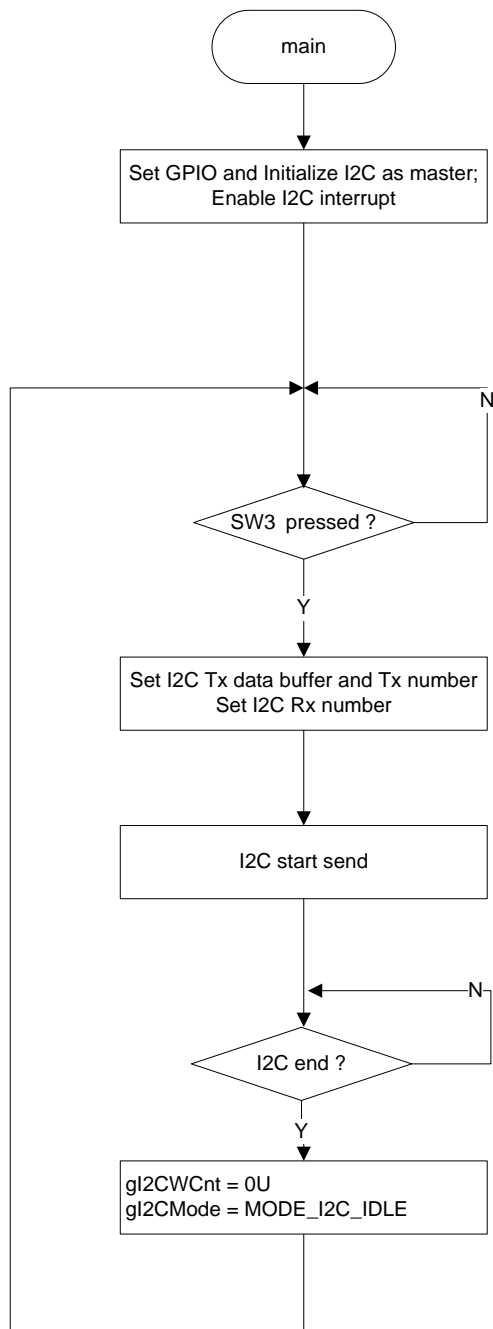 main
Set GPIO and Initialize I2C as master;
Enable I2C interrupt
N
SW3 pressed ?
Y
Set I2C Tx data buffer and Tx number
Set I2C Rx number
I2C start send
N
I2C end ?
Y
gI2CWCnt = 0U
gI2CMode = MODE_I2C_IDLE